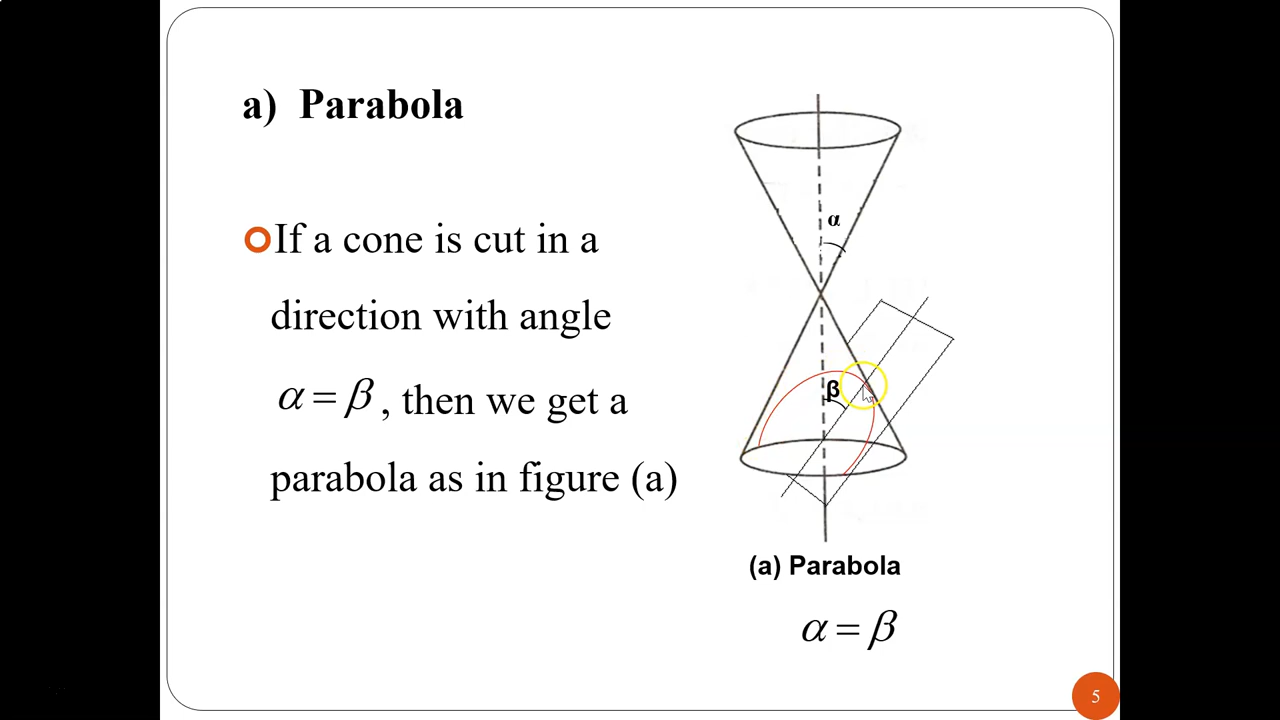 a) Parabola
If a cone is cut in a
direction with angle
α = β, then we get a
parabola as in figure (a)
α
β
(a) Parabola
α = β
5